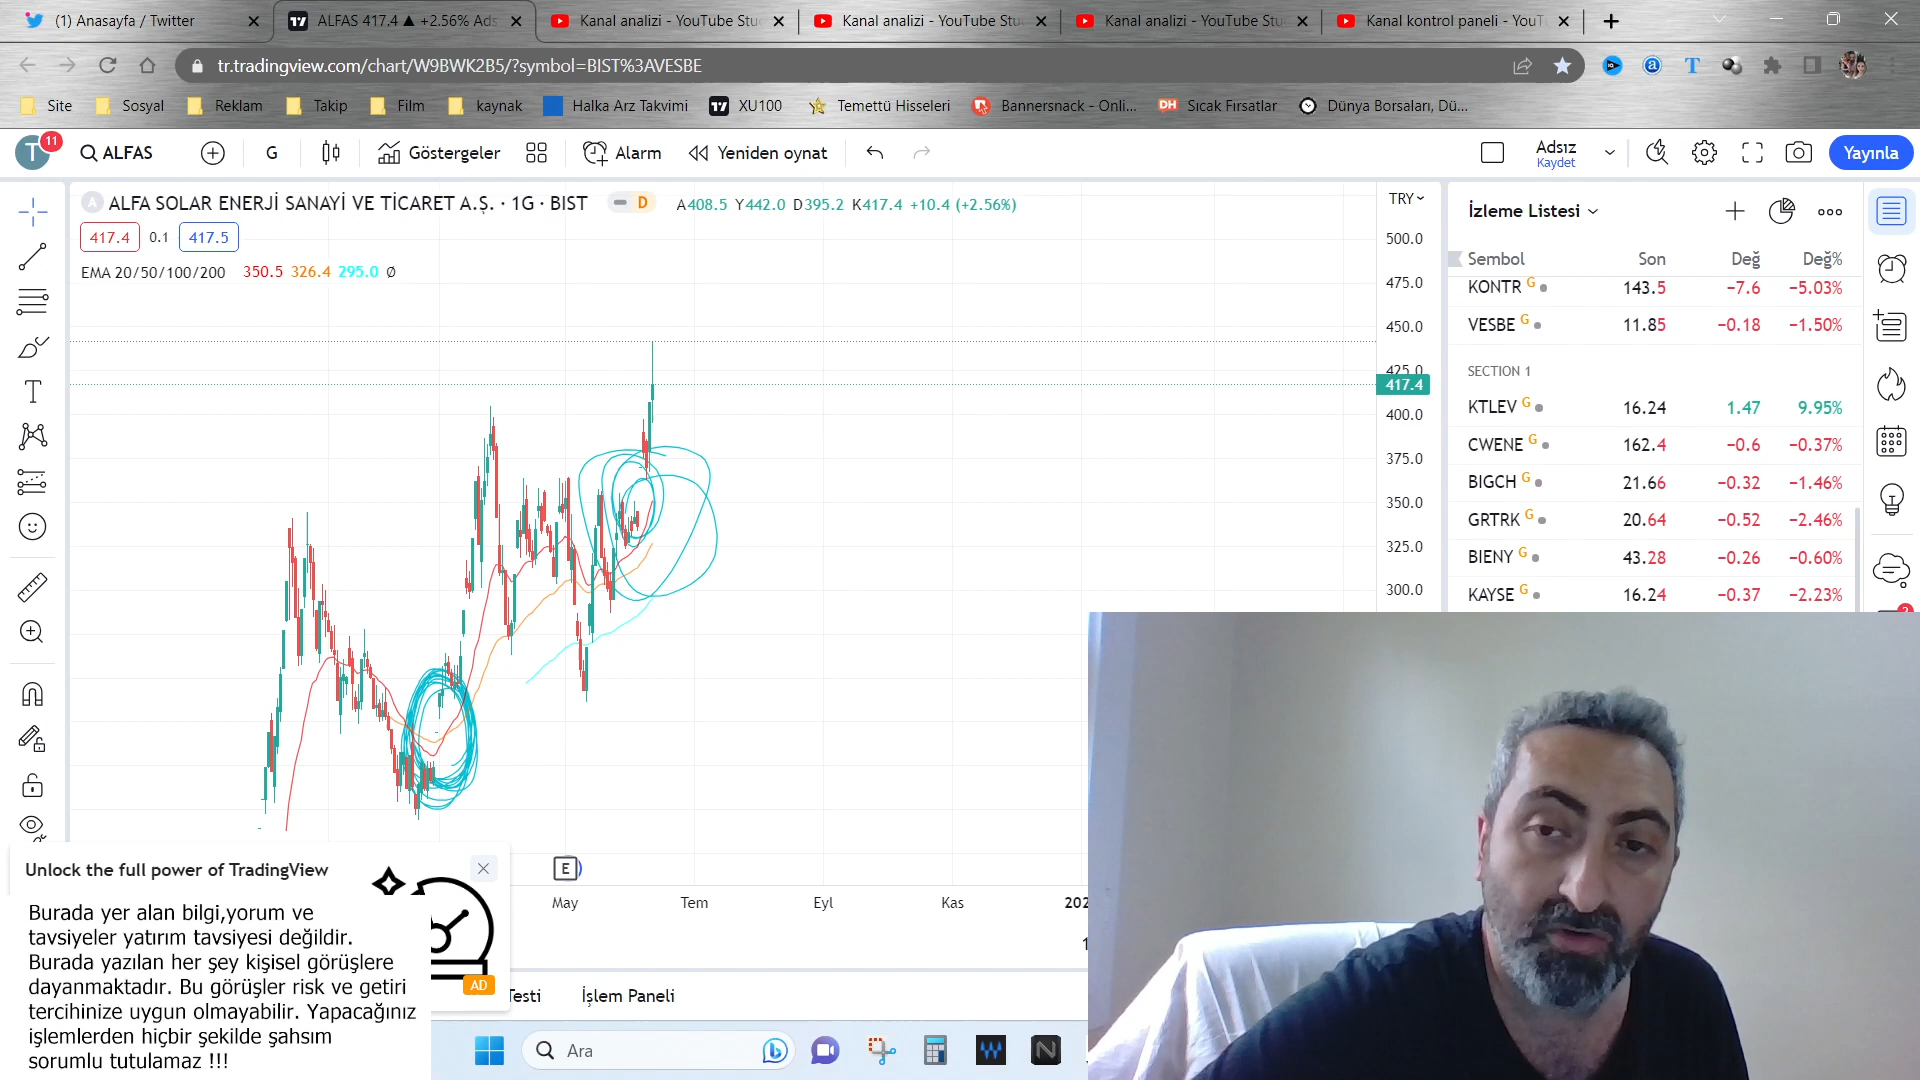 (1) Anasayfa / Twitter
ALFAS 417.4 ▲ +2.56% Ads
Kanal analizi - YouTube Stu
Kanal analizi - YouTube Stu
Kanal analizi - YouTube Stu
Kanal kontrol paneli - YouT
tr.tradingview.com/chart/W9BWK2B5/?symbol=BIST%3AVESBE
Site
Sosyal
Reklam
Takip
Film
kaynak
Halka Arz Takvimi
XU100
Temettü Hisseleri
Bannersnack - Onli...
DH Sıcak Fırsatlar
Dünya Borsaları, Dü...
T 11
ALFAS
G
Göstergeler
Alarm
Yeniden oynat
Adsız
Kaydet
Yayınla
A ALFA SOLAR ENERJİ SANAYİ VE TİCARET A.Ş. · 1G · BIST
D
A408.5 Y442.0 D395.2 K417.4 +10.4 (+2.56%)
417.4 0.1 417.5
EMA 20/50/100/200 350.5 326.4 295.0 Ø
TRY
500.0
475.0
450.0
425.0
417.4
400.0
375.0
350.0
325.0
300.0
İzleme Listesi
Sembol Son Değ Değ%
KONTR G 143.5 −7.6 −5.03%
VESBE G 11.85 −0.18 −1.50%
SECTION 1
KTLEV G 16.24 1.47 9.95%
CWENE G 162.4 −0.6 −0.37%
BIGCH G 21.66 −0.32 −1.46%
GRTRK G 20.64 −0.52 −2.46%
BIENY G 43.28 −0.26 −0.60%
KAYSE G 16.24 −0.37 −2.23%
E
May
Tem
Eyl
Kas
202
1
Unlock the full power of TradingView
AD
Burada yer alan bilgi,yorum ve
tavsiyeler yatırım tavsiyesi değildir.
Burada yazılan her şey kişisel görüşlere
dayanmaktadır. Bu görüşler risk ve getiri
tercihinize uygun olmayabilir. Yapacağınız
işlemlerden hiçbir şekilde şahsım
sorumlu tutulamaz !!!
Testi
İşlem Paneli
Ara